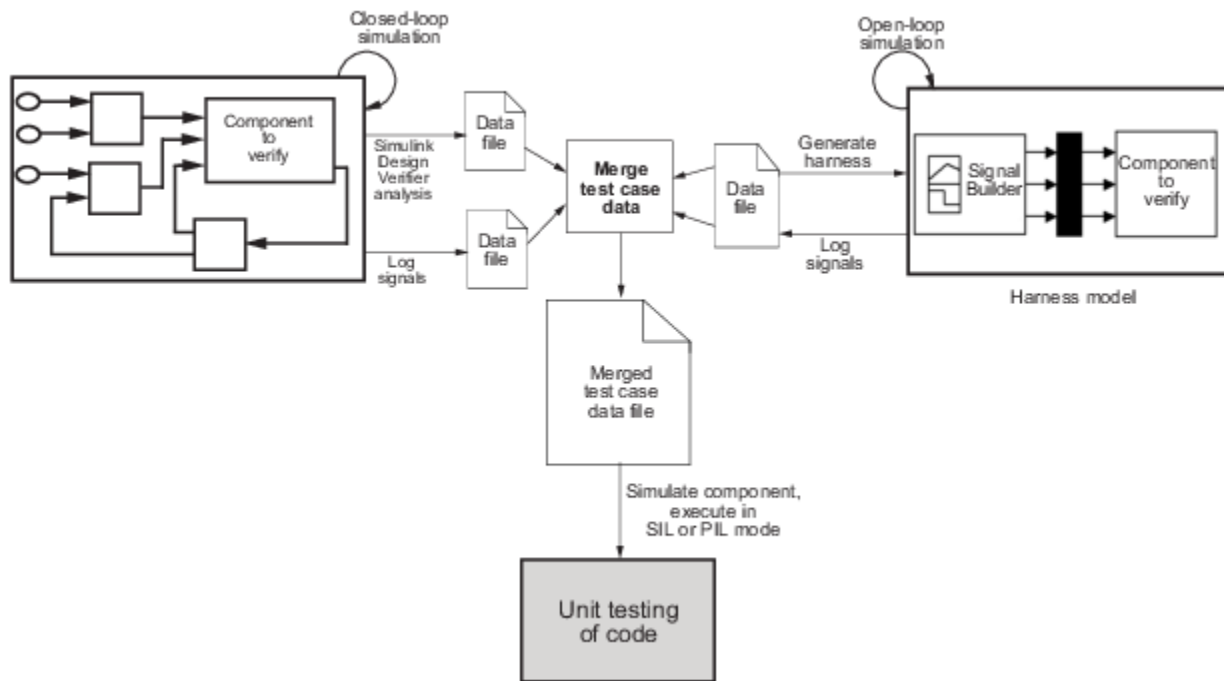 Closed-loop
simulation
Component
to
verify
Simulink
Design
Verifier
analysis
Log
signals
Data
file
Data
file
Merge
test case
data
Data
file
Generate
harness
Log
signals
Open-loop
simulation
Signal
Builder
Component
to
verify
Harness model
Merged
test case
data file
Simulate component,
execute in
SIL or PIL mode
Unit testing
of code